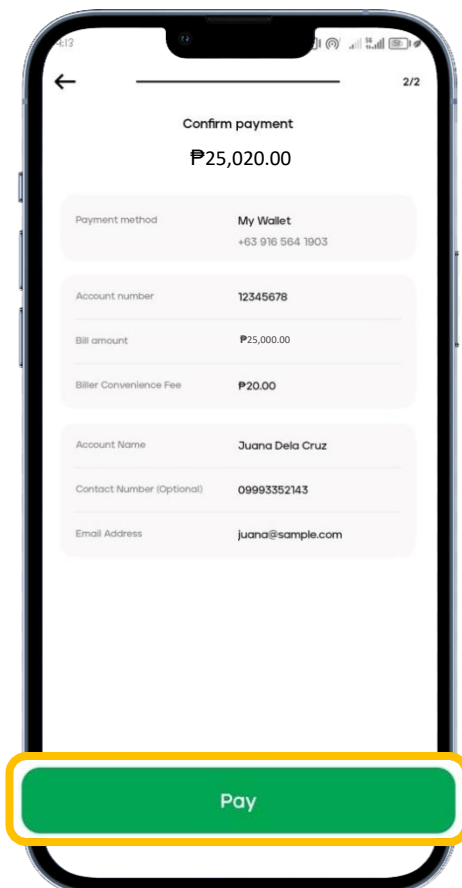 4:13
2/2
Confirm payment
₱25,020.00
Payment method My Wallet
+63 916 564 1903
Account number 12345678
Bill amount ₱25,000.00
Biller Convenience Fee ₱20.00
Account Name Juana Dela Cruz
Contact Number (Optional) 09993352143
Email Address juana@sample.com
Pay